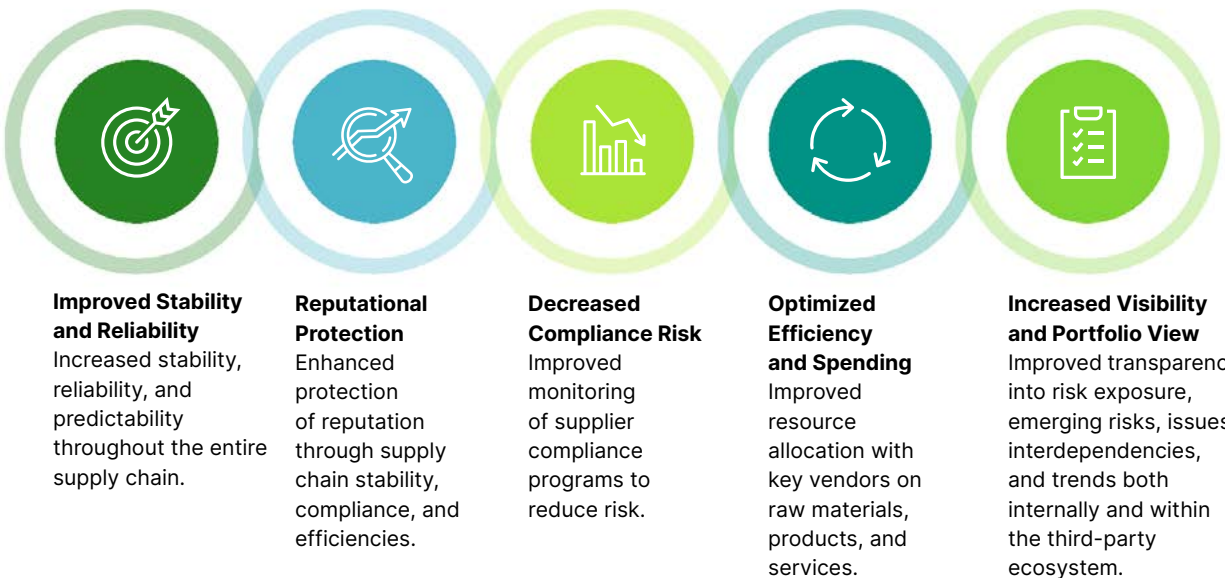 Improved Stability
and Reliability
Increased stability,
reliability, and
predictability
throughout the entire
supply chain.
Reputational
Protection
Enhanced
protection
of reputation
through supply
chain stability,
compliance, and
efficiencies.
Decreased
Compliance Risk
Improved
monitoring
of supplier
compliance
programs to
reduce risk.
Optimized
Efficiency
and Spending
Improved
resource
allocation with
key vendors on
raw materials,
products, and
services.
Increased Visibility
and Portfolio View
Improved transparenc
into risk exposure,
emerging risks, issues
interdependencies,
and trends both
internally and within
the third-party
ecosystem.